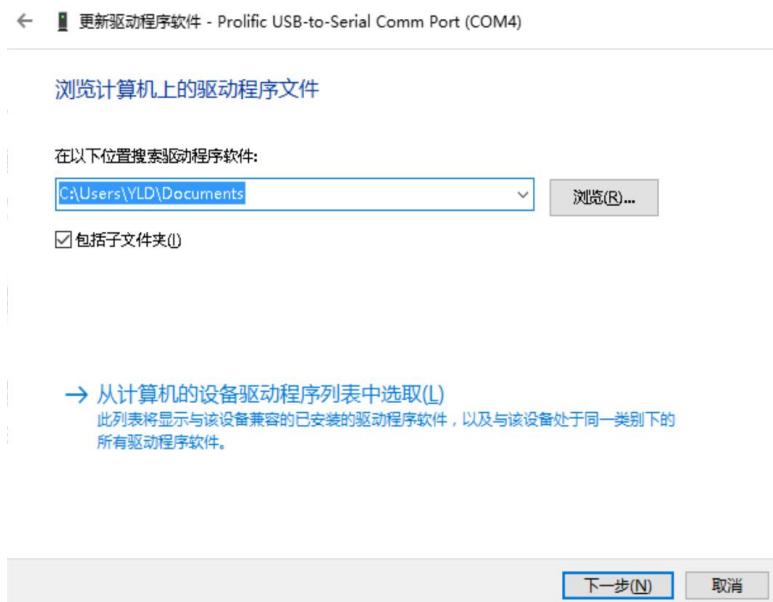 更新驱动程序软件 - Prolific USB-to-Serial Comm Port (COM4)
浏览计算机上的驱动程序文件
在以下位置搜索驱动程序软件:
C:\Users\YLD\Documents
浏览(R)...
包括子文件夹(I)
从计算机的设备驱动程序列表中选取(L)
此列表将显示与该设备兼容的已安装的驱动程序软件，以及与该设备处于同一类别下的
所有驱动程序软件。
下一步(N)
取消